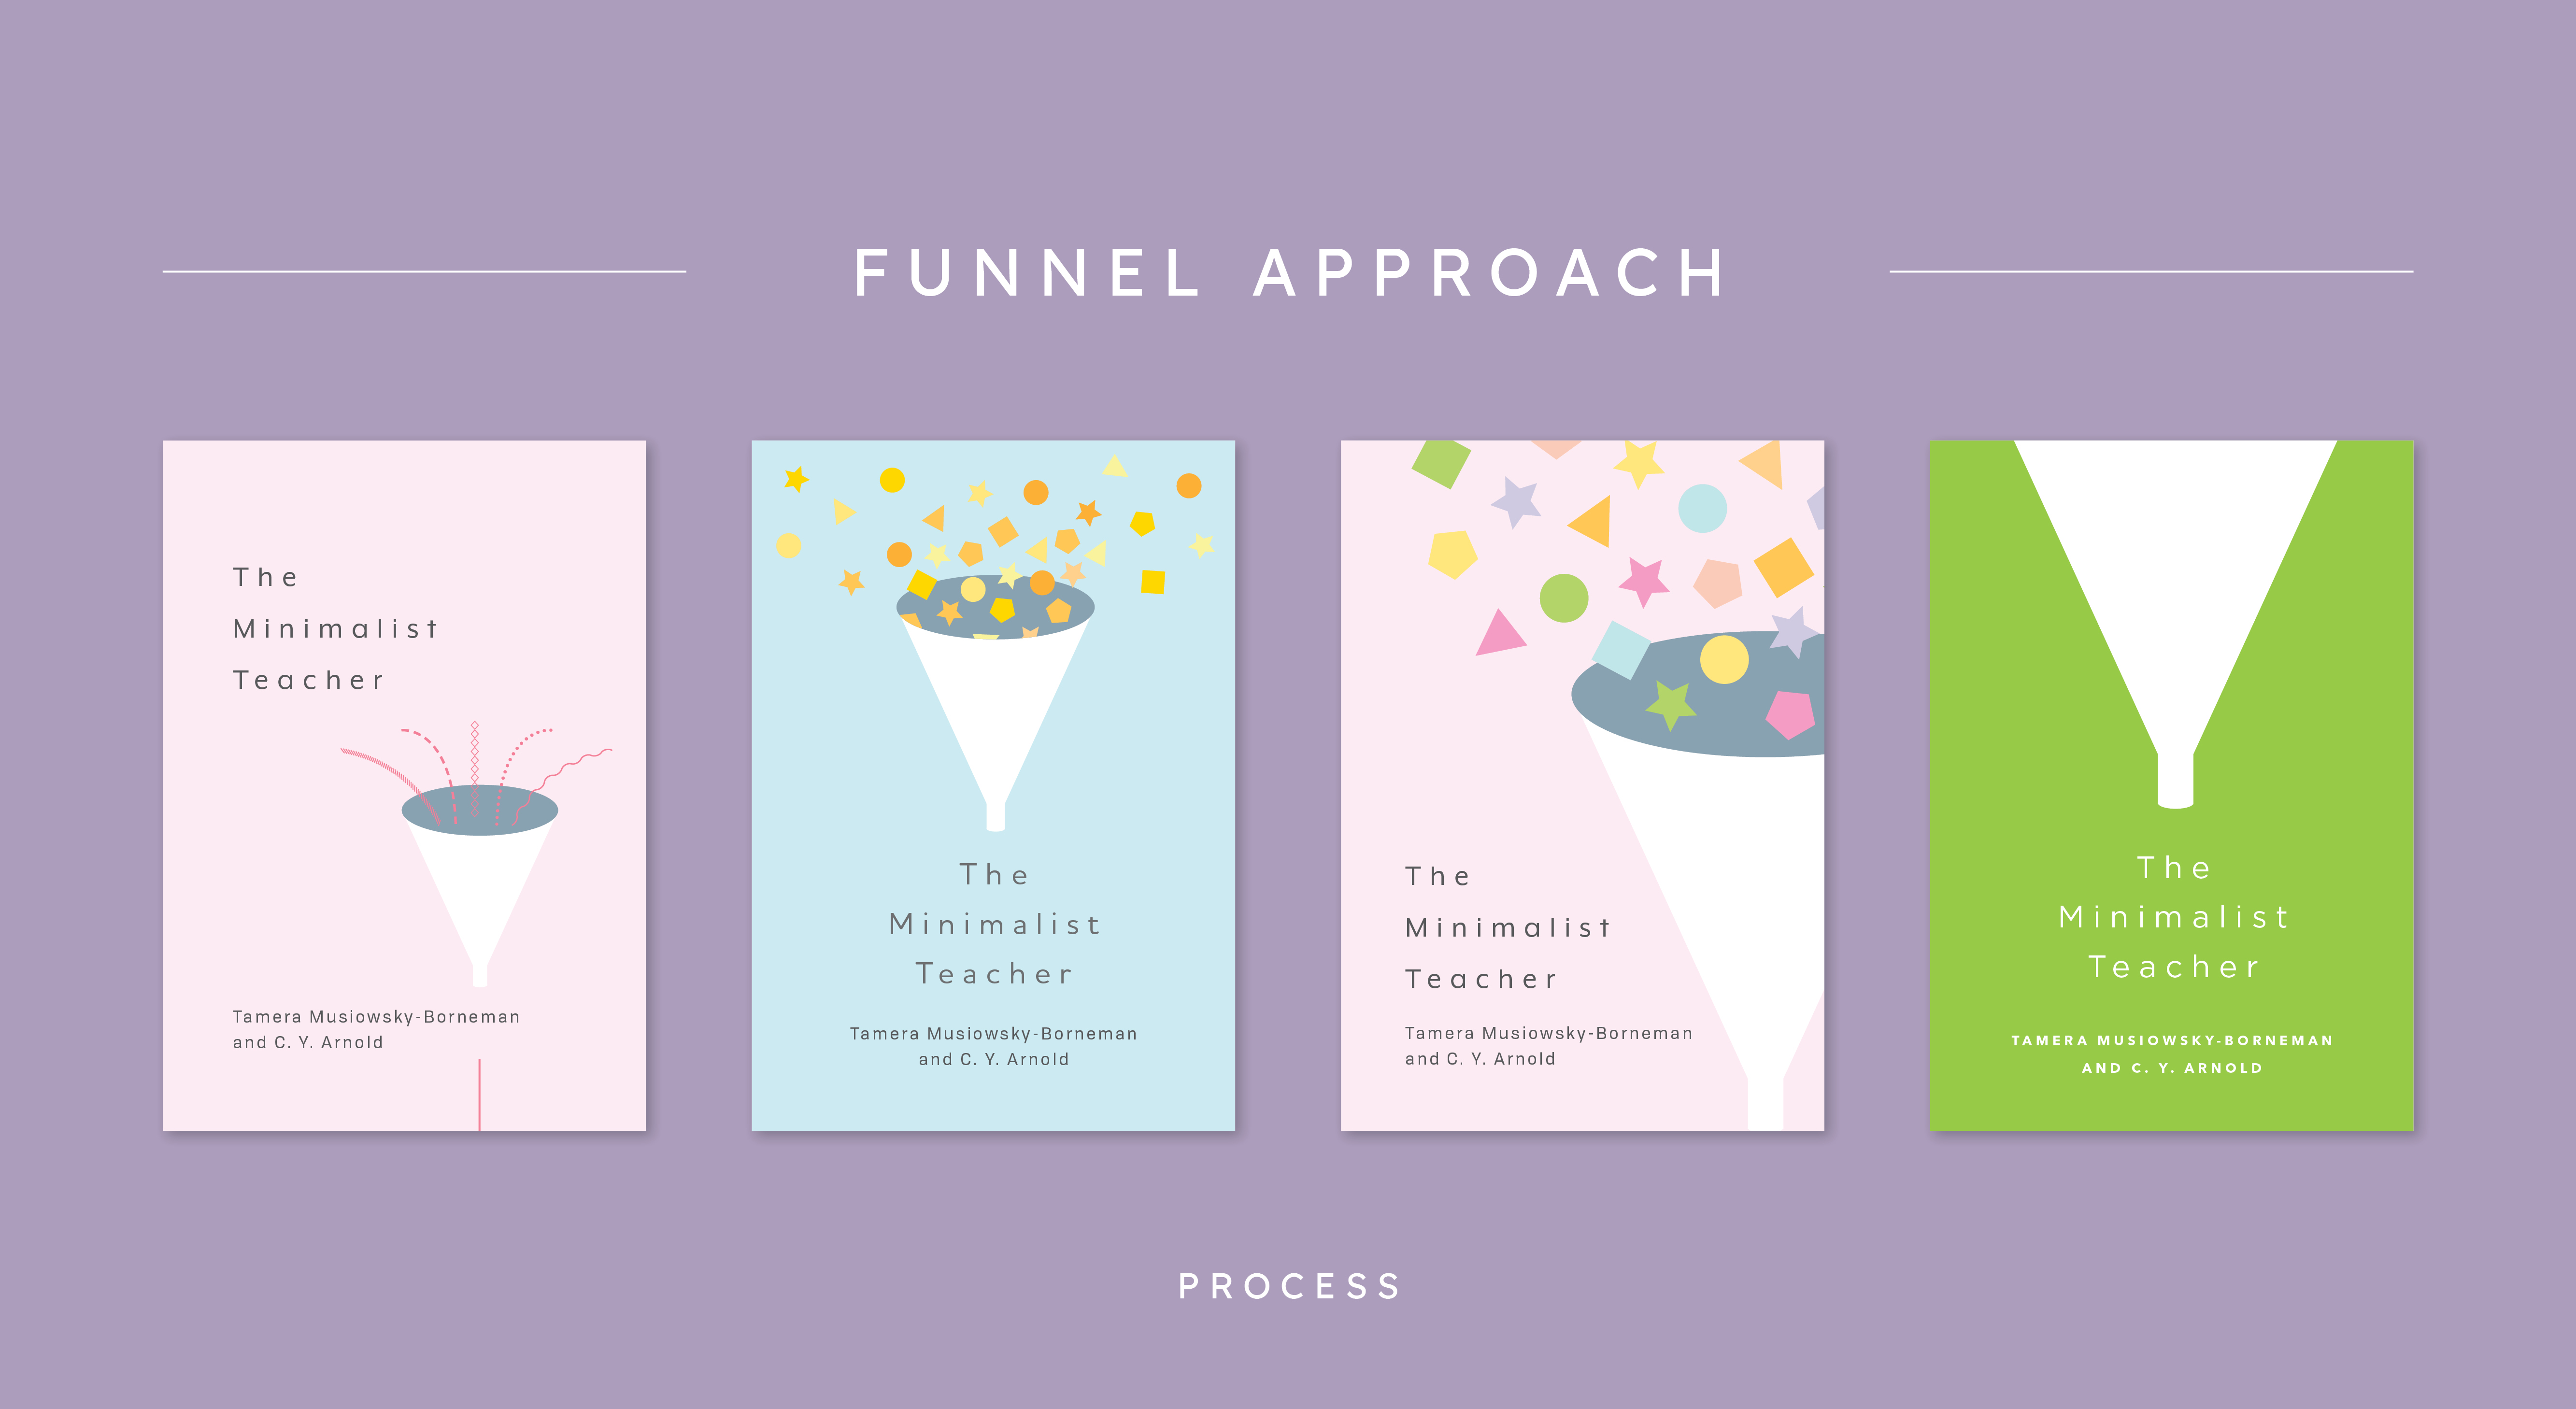 FUNNEL APPROACH
The
Minimalist
Teacher
Tamera Musiowsky-Borneman
and C. Y. Arnold
The
Minimalist
Teacher
Tamera Musiowsky-Borneman
and C. Y. Arnold
The
Minimalist
Teacher
Tamera Musiowsky-Borneman
and C. Y. Arnold
The
Minimalist
Teacher
TAMERA MUSIOWSKY-BORNEMAN
AND C. Y. ARNOLD
PROCESS